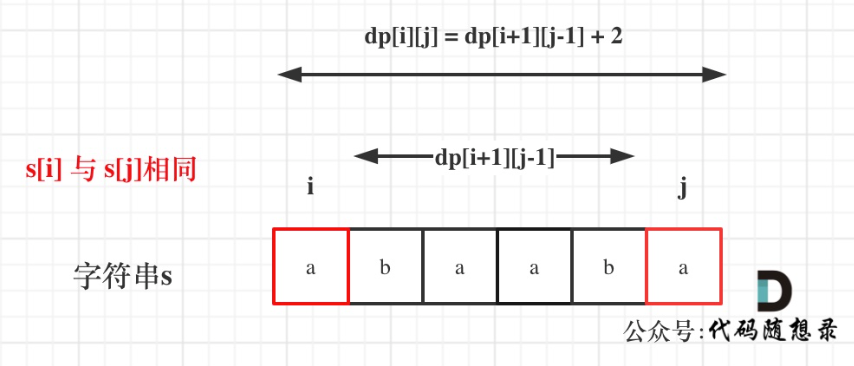 dp[i][j] = dp[i+1][j-1] + 2
s[i] 与 s[j]相同
dp[i+1][j-1]
i
j
字符串s
a
b
a
a
b
a
公众号:代码随想录